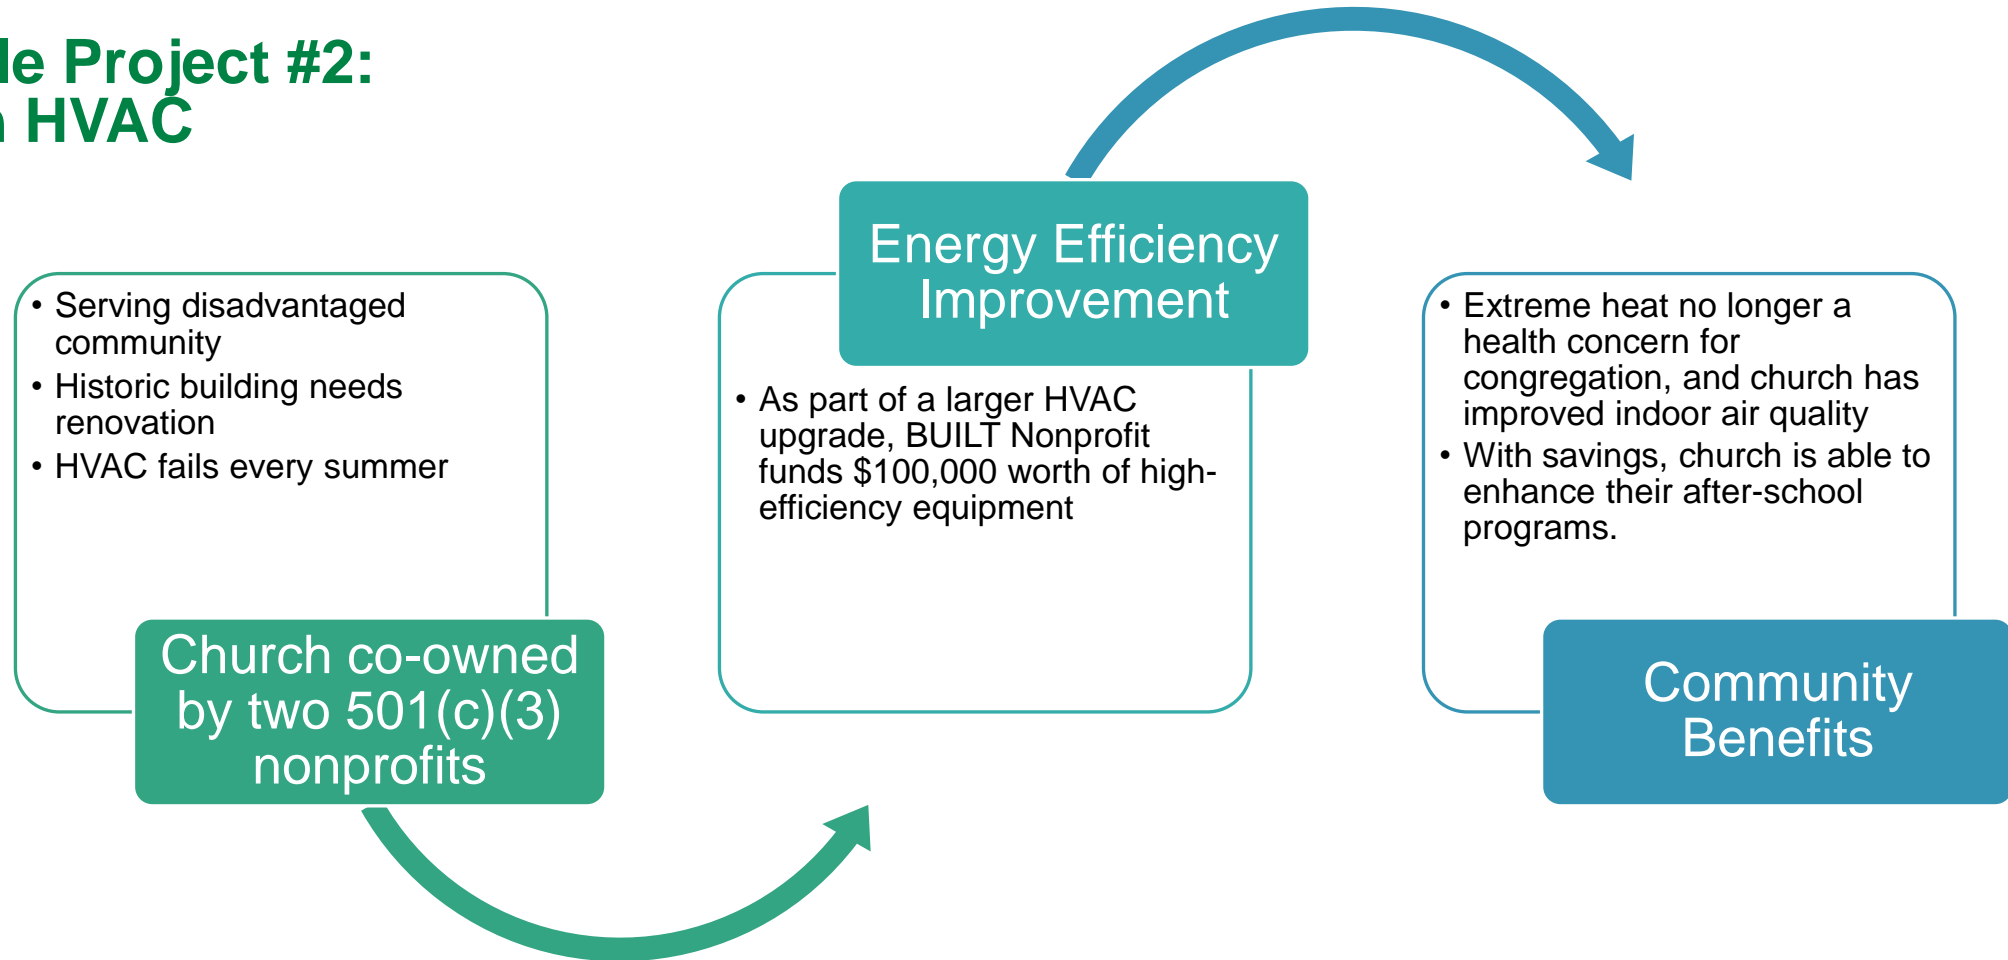 Project #2:
HVAC
• Serving disadvantaged
community
• Historic building needs
renovation
• HVAC fails every summer
Church co-owned
by two 501(c)(3)
nonprofits
Energy Efficiency
Improvement
• As part of a larger HVAC
upgrade, BUILT Nonprofit
funds $100,000 worth of high-
efficiency equipment
• Extreme heat no longer a
health concern for
congregation, and church has
improved indoor air quality
• With savings, church is able to
enhance their after-school
programs.
Community
Benefits